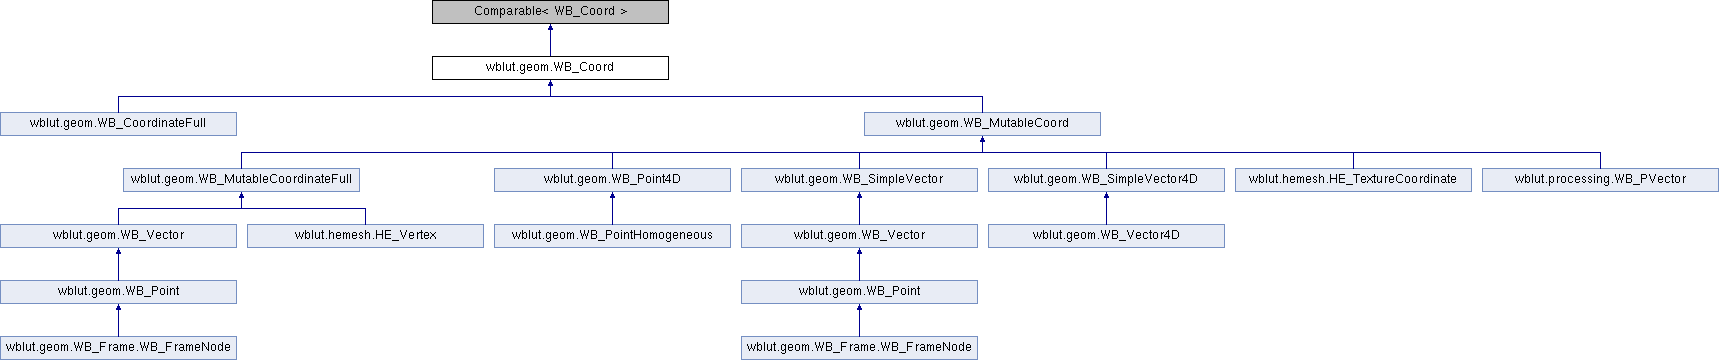 Comparable< WB_Coord >
wblut.geom.WB_Coord
wblut.geom.WB_CoordinateFull
wblut.geom.WB_MutableCoord
wblut.geom.WB_MutableCoordinateFull
wblut.geom.WB_Point4D
wblut.geom.WB_SimpleVector
wblut.geom.WB_SimpleVector4D
wblut.hemesh.HE_TextureCoordinate
wblut.processing.WB_PVector
wblut.geom.WB_Vector
wblut.hemesh.HE_Vertex
wblut.geom.WB_PointHomogeneous
wblut.geom.WB_Vector
wblut.geom.WB_Vector4D
wblut.geom.WB_Point
wblut.geom.WB_Point
wblut.geom.WB_Frame.WB_FrameNode
wblut.geom.WB_Frame.WB_FrameNode